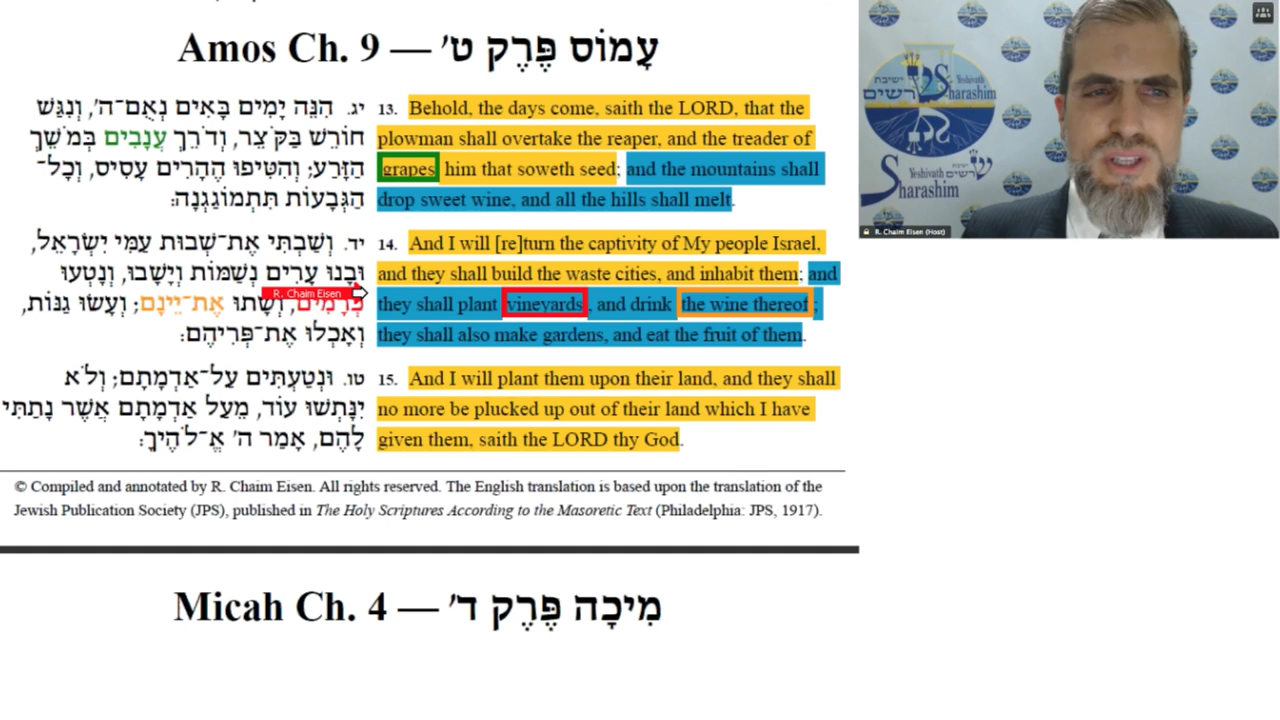 Amos Ch. 9 — עָמוֹס פֶּרֶק ט׳
יג. הִנֵּה יָמִים בָּאִים נְאֻם־ה׳, וְנִגַּשׁ
חוֹרֵשׁ בַּקֹּצֵר, וְדֹרֵךְ עֲנָבִים בְּמֹשֵׁךְ
הַזָּרַע; וְהִטִּיפוּ הֶהָרִים עָסִיס, וְכָל־
הַגְּבָעוֹת תִּתְמוֹגַגְנָה:
13. Behold, the days come, saith the LORD, that the
plowman shall overtake the reaper, and the treader of
grapes him that soweth seed; and the mountains shall
drop sweet wine, and all the hills shall melt.
יד. וְשַׁבְתִּי אֶת־שְׁבוּת עַמִּי יִשְׂרָאֵל,
וּבָנוּ עָרִים נְשַׁמּוֹת וְיָשָׁבוּ, וְנָטְעוּ
כְרָמִים, וְשָׁתוּ אֶת־יֵינָם; וְעָשׂוּ גַנּוֹת,
וְאָכְלוּ אֶת־פְּרִיהֶם:
R. Chaim Eisen
14. And I will [re]turn the captivity of My people Israel,
and they shall build the waste cities, and inhabit them; and
they shall plant vineyards, and drink the wine thereof;
they shall also make gardens, and eat the fruit of them.
טו. וּנְטַעְתִּים עַל־אַדְמָתָם; וְלֹא
יִנָּתְשׁוּ עוֹד, מֵעַל אַדְמָתָם אֲשֶׁר נָתַתִּי
לָהֶם, אָמַר ה׳ אֱ־לֹהֶיךָ:
15. And I will plant them upon their land, and they shall
no more be plucked up out of their land which I have
given them, saith the LORD thy God.
© Compiled and annotated by R. Chaim Eisen. All rights reserved. The English translation is based upon the translation of the
Jewish Publication Society (JPS), published in The Holy Scriptures According to the Masoretic Text (Philadelphia: JPS, 1917).
Micah Ch. 4 — מִיכָה פֶּרֶק ד׳
ישיבת שרשים
Yeshivath Sharashim
Yeshivath ישיבת שרשים
Sharashim
R. Chaim Eisen (Host)